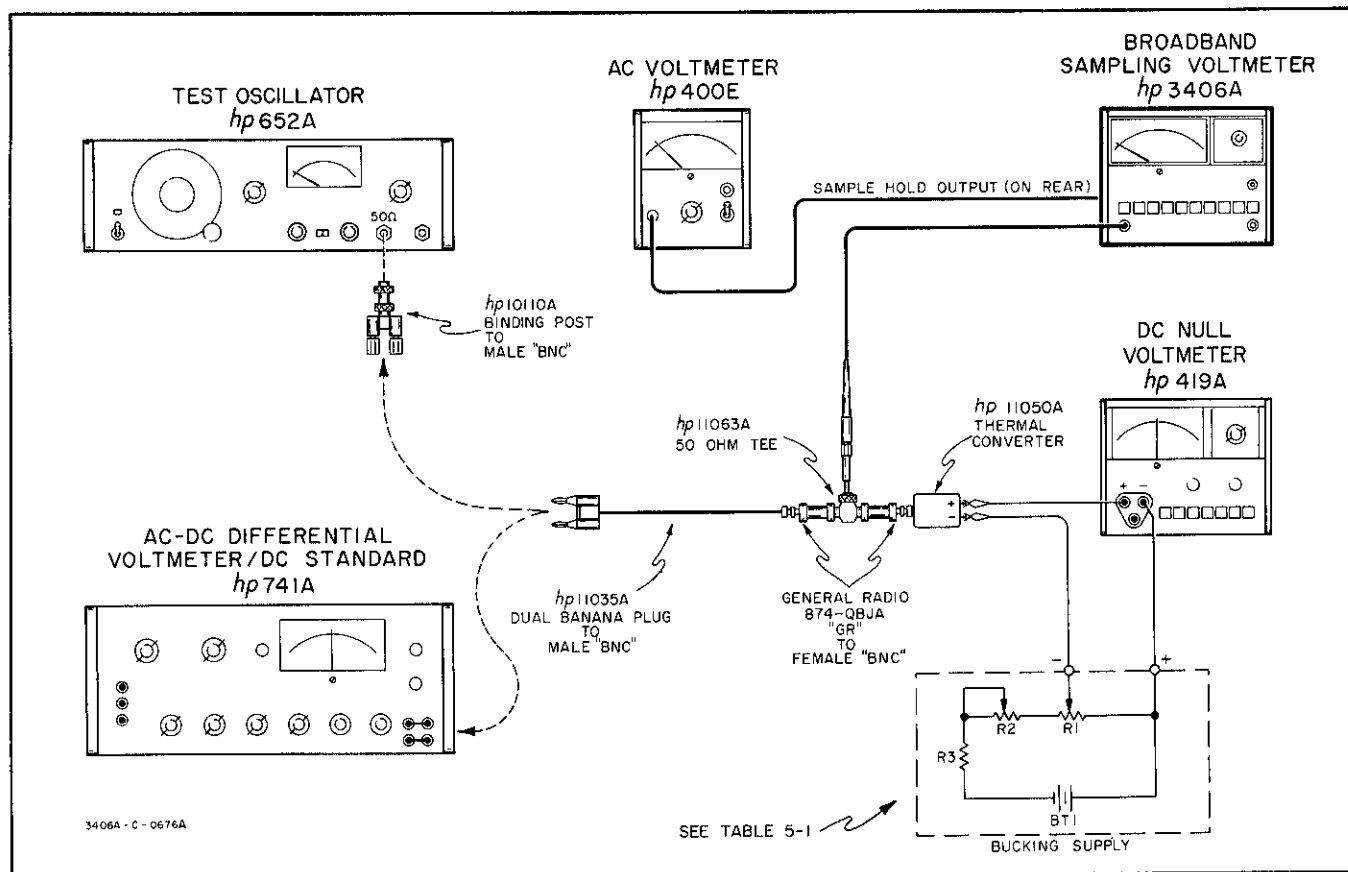 TEST OSCILLATOR
hp 652A
50Ω
AC VOLTMETER
hp 400E
BROADBAND
SAMPLING VOLTMETER
hp 3406A
SAMPLE HOLD OUTPUT (ON REAR)
hp 10110A
BINDING POST
TO
MALE "BNC"
DC NULL
VOLTMETER
hp 419A
+ -
hp 11063A
50 OHM TEE
hp 11050A
THERMAL
CONVERTER
+
-
AC-DC DIFFERENTIAL
VOLTMETER/DC STANDARD
hp 741A
hp 11035A
DUAL BANANA PLUG
TO
MALE "BNC"
GENERAL RADIO
874-QBJA
"GR"
TO
FEMALE "BNC"
- +
R2 R1
R3
BT1
BUCKING SUPPLY
SEE TABLE 5-1
3406A-C-0676A